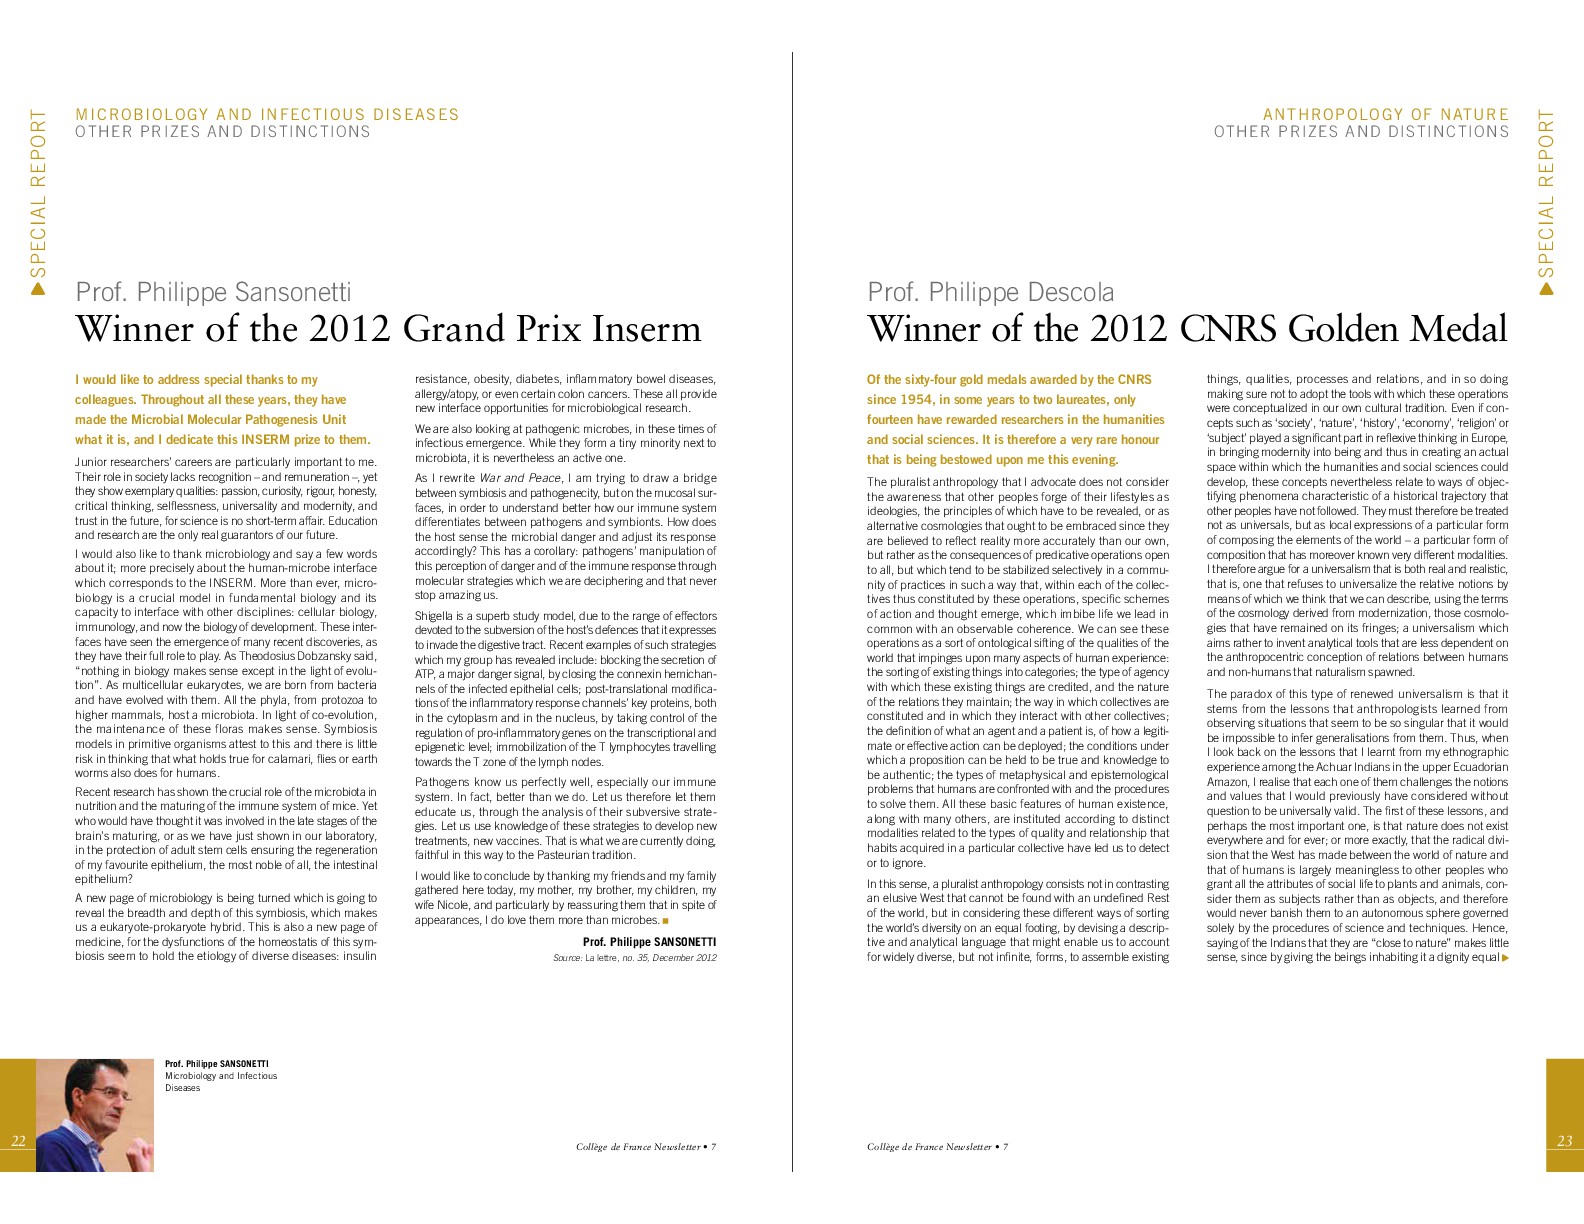 SPECIAL REPORT
MICROBIOLOGY AND INFECTIOUS DISEASES
OTHER PRIZES AND DISTINCTIONS
Prof. Philippe Sansonetti
Winner of the 2012 Grand Prix Inserm
I would like to address special thanks to my
colleagues. Throughout all these years, they have
made the Microbial Molecular Pathogenesis Unit
what it is, and I dedicate this INSERM prize to them.
Junior researchers' careers are particularly important to me.
Their role in society lacks recognition – and remuneration –, yet
they show exemplary qualities: passion, curiosity, rigour, honesty,
critical thinking, selflessness, universality and modernity, and
trust in the future, for science is no short-term affair. Education
and research are the only real guarantors of our future.
I would also like to thank microbiology and say a few words
about it; more precisely about the human-microbe interface
which corresponds to the INSERM. More than ever, micro-
biology is a crucial model in fundamental biology and its
capacity to interface with other disciplines: cellular biology,
immunology, and now the biology of development. These inter-
faces have seen the emergence of many recent discoveries, as
they have their full role to play. As Theodosius Dobzansky said,
“nothing in biology makes sense except in the light of evolu-
tion”. As multicellular eukaryotes, we are born from bacteria
and have evolved with them. All the phyla, from protozoa to
higher mammals, host a microbiota. In light of co-evolution,
the maintenance of these floras makes sense. Symbiosis
models in primitive organisms attest to this and there is little
risk in thinking that what holds true for calamari, flies or earth
worms also does for humans.
Recent research has shown the crucial role of the microbiota in
nutrition and the maturing of the immune system of mice. Yet
who would have thought it was involved in the late stages of the
brain's maturing, or as we have just shown in our laboratory,
in the protection of adult stem cells ensuring the regeneration
of my favourite epithelium, the most noble of all, the intestinal
epithelium?
A new page of microbiology is being turned which is going to
reveal the breadth and depth of this symbiosis, which makes
us a eukaryote-prokaryote hybrid. This is also a new page of
medicine, for the dysfunctions of the homeostatis of this sym-
biosis seem to hold the etiology of diverse diseases: insulin
resistance, obesity, diabetes, inflammatory bowel diseases,
allergy/atopy, or even certain colon cancers. These all provide
new interface opportunities for microbiological research.
We are also looking at pathogenic microbes, in these times of
infectious emergence. While they form a tiny minority next to
microbiota, it is nevertheless an active one.
As I rewrite War and Peace, I am trying to draw a bridge
between symbiosis and pathogenecity, but on the mucosal sur-
faces, in order to understand better how our immune system
differentiates between pathogens and symbionts. How does
the host sense the microbial danger and adjust its response
accordingly? This has a corollary: pathogens' manipulation of
this perception of danger and of the immune response through
molecular strategies which we are deciphering and that never
stop amazing us.
Shigella is a superb study model, due to the range of effectors
devoted to the subversion of the host's defences that it expresses
to invade the digestive tract. Recent examples of such strategies
which my group has revealed include: blocking the secretion of
ATP, a major danger signal, by closing the connexin hemichan-
nels of the infected epithelial cells; post-translational modifica-
tions of the inflammatory response channels' key proteins, both
in the cytoplasm and in the nucleus, by taking control of the
regulation of pro-inflammatory genes on the transcriptional and
epigenetic level; immobilization of the T lymphocytes travelling
towards the T zone of the lymph nodes.
Pathogens know us perfectly well, especially our immune
system. In fact, better than we do. Let us therefore let them
educate us, through the analysis of their subversive strate-
gies. Let us use knowledge of these strategies to develop new
treatments, new vaccines. That is what we are currently doing,
faithful in this way to the Pasteurian tradition.
I would like to conclude by thanking my friends and my family
gathered here today, my mother, my brother, my children, my
wife Nicole, and particularly by reassuring them that in spite of
appearances, I do love them more than microbes.
Prof. Philippe SANSONETTI
Source: La lettre, no. 35, December 2012
Prof. Philippe SANSONETTI
Microbiology and Infectious
Diseases
22
Collège de France Newsletter • 7
ANTHROPOLOGY OF NATURE
OTHER PRIZES AND DISTINCTIONS
SPECIAL REPORT
Prof. Philippe Descola
Winner of the 2012 CNRS Golden Medal
Of the sixty-four gold medals awarded by the CNRS
since 1954, in some years to two laureates, only
fourteen have rewarded researchers in the humanities
and social sciences. It is therefore a very rare honour
that is being bestowed upon me this evening.
The pluralist anthropology that I advocate does not consider
the awareness that other peoples forge of their lifestyles as
ideologies, the principles of which have to be revealed, or as
alternative cosmologies that ought to be embraced since they
are believed to reflect reality more accurately than our own,
but rather as the consequences of predicative operations open
to all, but which tend to be stabilized selectively in a commu-
nity of practices in such a way that, within each of the collec-
tives thus constituted by these operations, specific schemes
of action and thought emerge, which imbibe life we lead in
common with an observable coherence. We can see these
operations as a sort of ontological sifting of the qualities of the
world that impinges upon many aspects of human experience:
the sorting of existing things into categories; the type of agency
with which these existing things are credited, and the nature
of the relations they maintain; the way in which collectives are
constituted and in which they interact with other collectives;
the definition of what an agent and a patient is, of how a legiti-
mate or effective action can be deployed; the conditions under
which a proposition can be held to be true and knowledge to
be authentic; the types of metaphysical and epistemological
problems that humans are confronted with and the procedures
to solve them. All these basic features of human existence,
along with many others, are instituted according to distinct
modalities related to the types of quality and relationship that
habits acquired in a particular collective have led us to detect
or to ignore.
In this sense, a pluralist anthropology consists not in contrasting
an elusive West that cannot be found with an undefined Rest
of the world, but in considering these different ways of sorting
the world's diversity on an equal footing, by devising a descrip-
tive and analytical language that might enable us to account
for widely diverse, but not infinite, forms, to assemble existing
things, qualities, processes and relations, and in so doing
making sure not to adopt the tools with which these operations
were conceptualized in our own cultural tradition. Even if con-
cepts such as ‘society’, ‘nature’, ‘history’, ‘economy’, ‘religion’ or
‘subject’ played a significant part in reflexive thinking in Europe,
in bringing modernity into being and thus in creating an actual
space within which the humanities and social sciences could
develop, these concepts nevertheless relate to ways of objec-
tifying phenomena characteristic of a historical trajectory that
other peoples have not followed. They must therefore be treated
not as universals, but as local expressions of a particular form
of composing the elements of the world – a particular form of
composition that has moreover known very different modalities.
I therefore argue for a universalism that is both real and realistic,
that is, one that refuses to universalize the relative notions by
means of which we think that we can describe, using the terms
of the cosmology derived from modernization, those cosmolo-
gies that have remained on its fringes; a universalism which
aims rather to invent analytical tools that are less dependent on
the anthropocentric conception of relations between humans
and non-humans that naturalism spawned.
The paradox of this type of renewed universalism is that it
stems from the lessons that anthropologists learned from
observing situations that seem to be so singular that it would
be impossible to infer generalisations from them. Thus, when
I look back on the lessons that I learnt from my ethnographic
experience among the Achuar Indians in the upper Ecuadorian
Amazon, I realise that each one of them challenges the notions
and values that I would previously have considered without
question to be universally valid. The first of these lessons, and
perhaps the most important one, is that nature does not exist
everywhere and for ever; or more exactly, that the radical divi-
sion that the West has made between the world of nature and
that of humans is largely meaningless to other peoples who
grant all the attributes of social life to plants and animals, con-
sider them as subjects rather than as objects, and therefore
would never banish them to an autonomous sphere governed
solely by the procedures of science and techniques. Hence,
saying of the Indians that they are “close to nature” makes little
sense, since by giving the beings inhabiting it a dignity equal
Collège de France Newsletter • 7
23